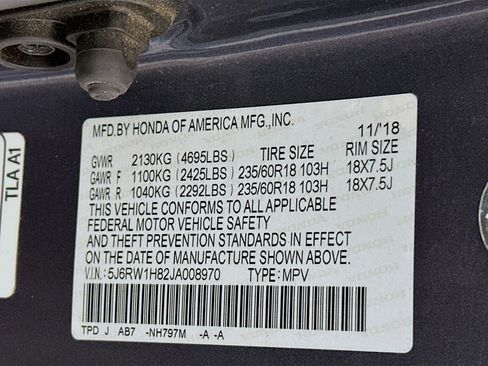 MFD.BY HONDA OF AMERICA MFG.,INC. 11/'18
GVWR 2130KG (4695LBS) TIRE SIZE RIM SIZE
GAWR F 1100KG (2425LBS) 235/60R18 103H 18X7.5J
GAWR R 1040KG (2292LBS) 235/60R18 103H 18X7.5J
THIS VEHICLE CONFORMS TO ALL APPLICABLE
FEDERAL MOTOR VEHICLE SAFETY
AND THEFT PREVENTION STANDARDS IN EFFECT
ON THE DATE OF MANUFACTURE SHOWN ABOVE.
V.I.N: 5J6RW1H82JA008970 TYPE: MPV
TPD J AB7 -NH797M -A -A
TLA A1